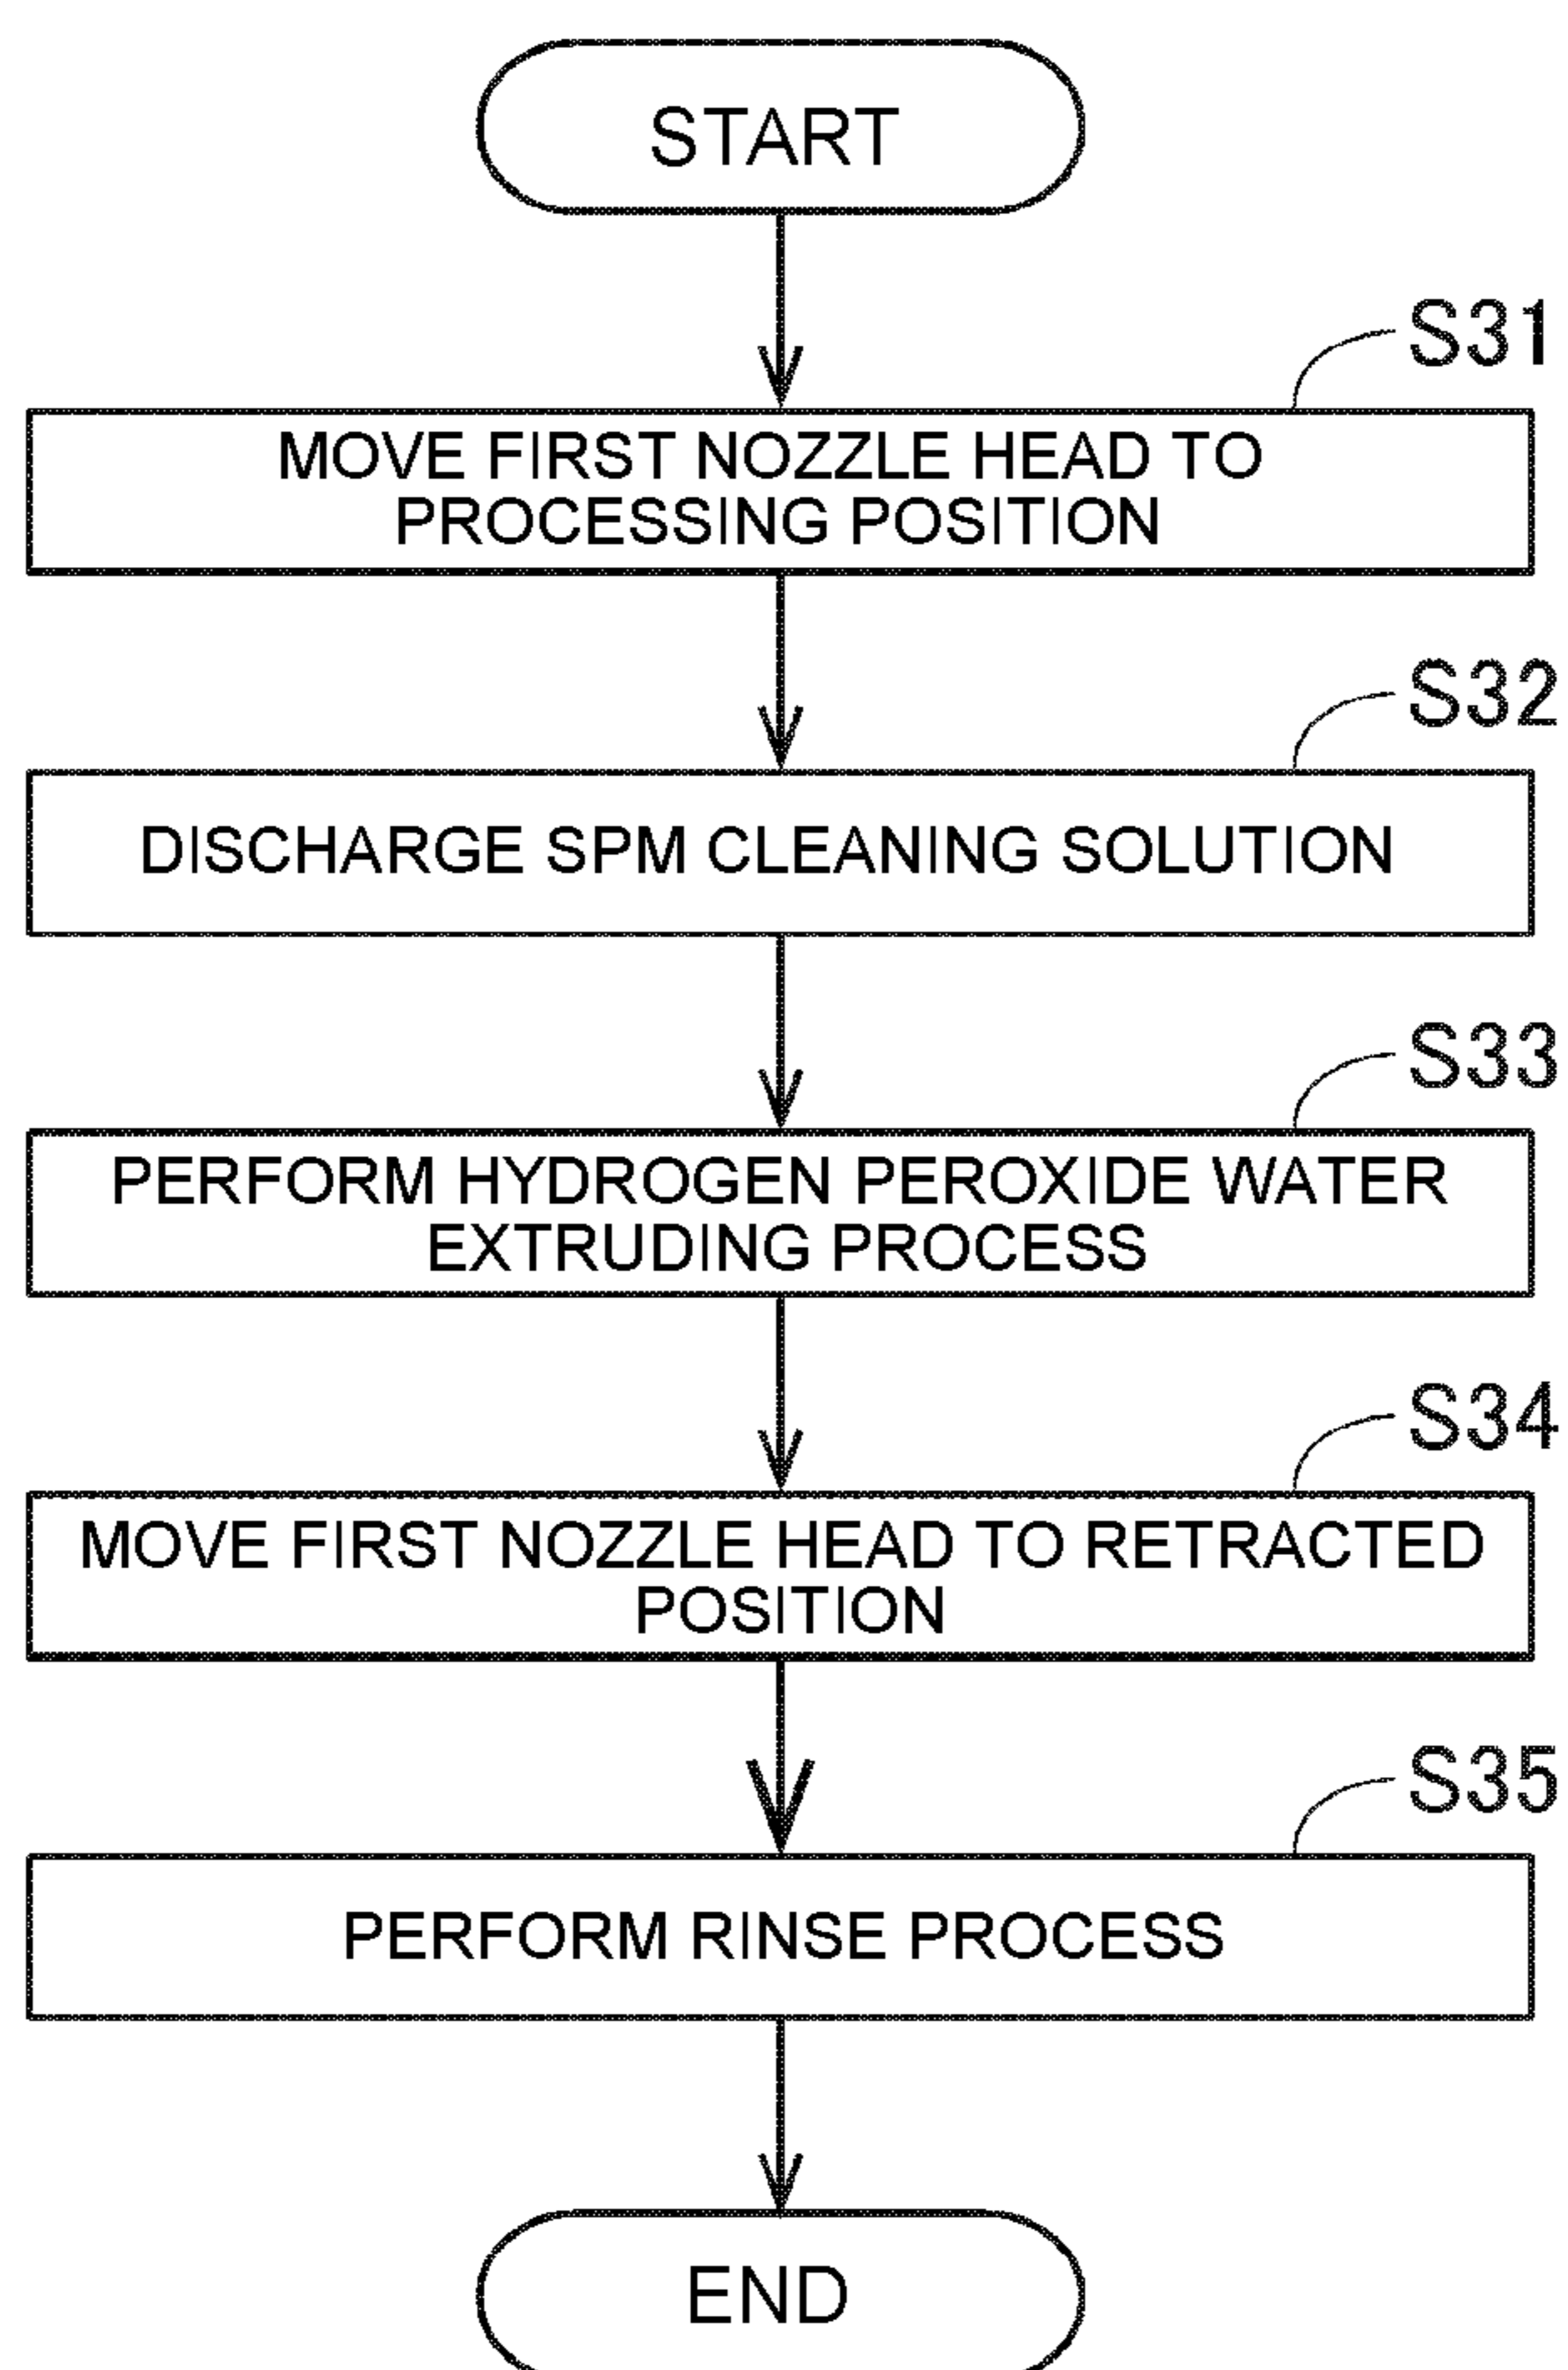 START
S31
MOVE FIRST NOZZLE HEAD TO
PROCESSING POSITION
S32
DISCHARGE SPM CLEANING SOLUTION
S33
PERFORM HYDROGEN PEROXIDE WATER
EXTRUDING PROCESS
S34
MOVE FIRST NOZZLE HEAD TO RETRACTED
POSITION
S35
PERFORM RINSE PROCESS
END